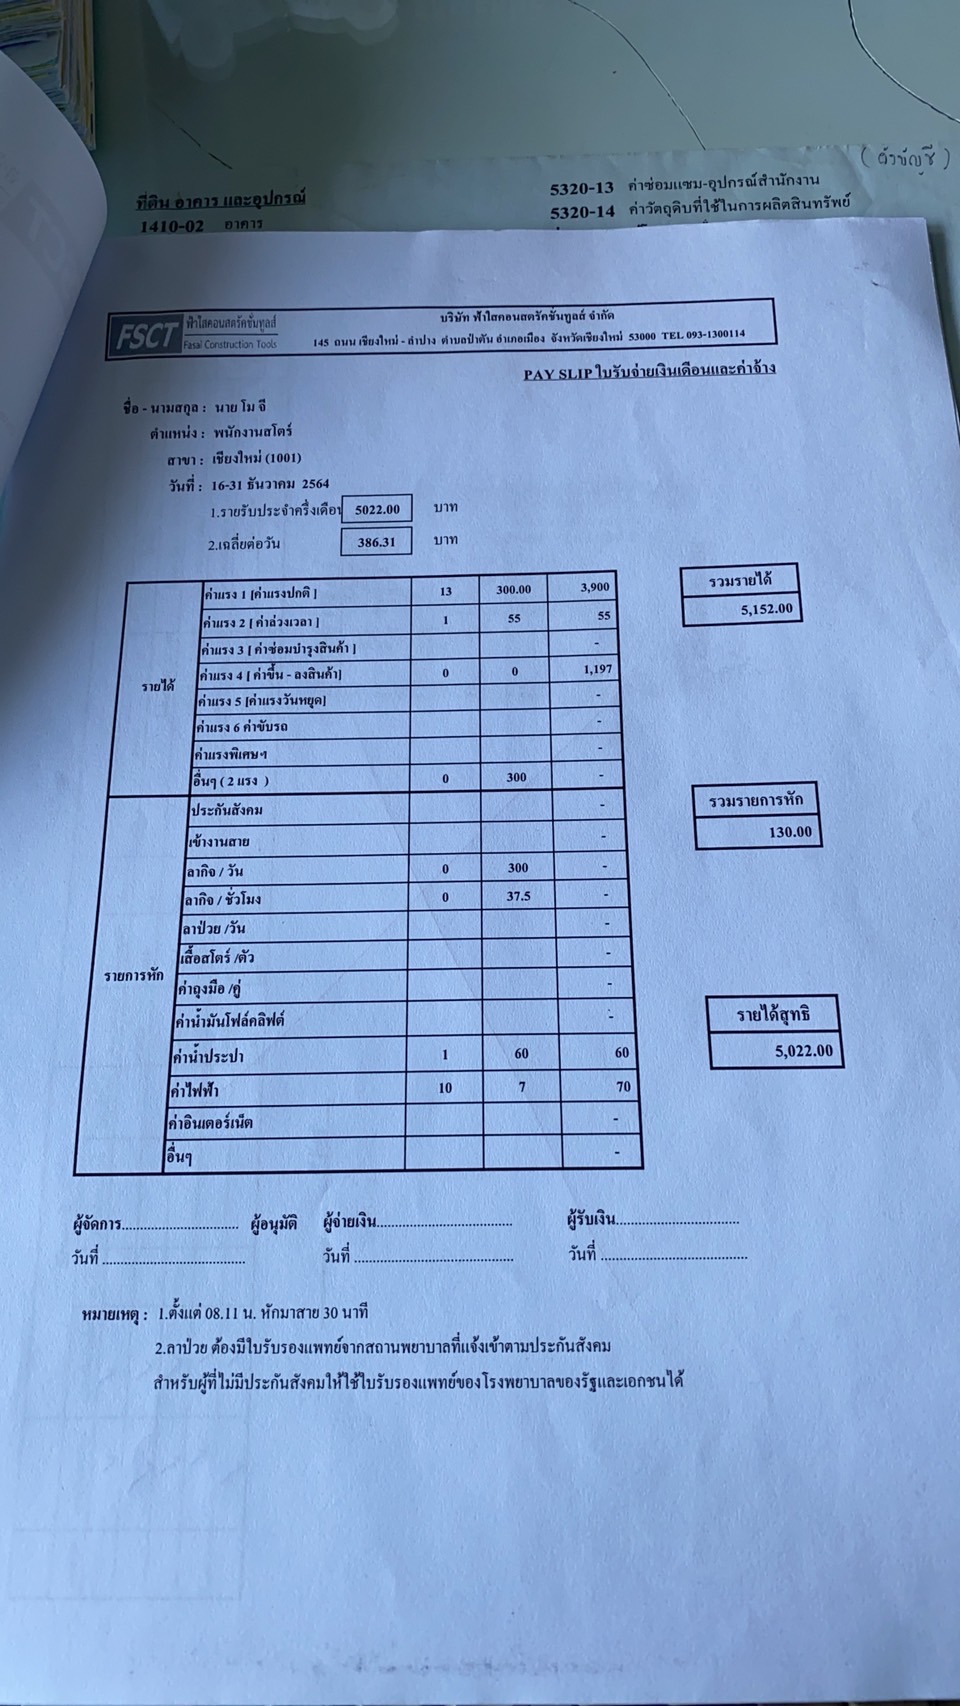 (ตัวบัญชี)
ที่ดิน อาคาร และอุปกรณ์
1410-02 อาคาร
5320-13 ค่าซ่อมแซม-อุปกรณ์สำนักงาน
5320-14 ค่าวัตถุดิบที่ใช้ในการผลิตสินทรัพย์
FSCT ฟ้าใสคอนสตรัคชั่นทูลส์
Fasai Construction Tools
บริษัท ฟ้าใสคอนสตรัคชั่นทูลส์ จำกัด
145 ถนน เชียงใหม่ - ลำปาง ตำบลป่าตัน อำเภอเมือง จังหวัดเชียงใหม่ 53000 TEL 093-1300114
PAY SLIP ใบรับจ่ายเงินเดือนและค่าจ้าง
ชื่อ - นามสกุล : นาย โม จี
ตำแหน่ง : พนักงานสโตร์
สาขา : เชียงใหม่ (1001)
วันที่ : 16-31 ธันวาคม 2564
1.รายรับประจำครึ่งเดือน 5022.00 บาท
2.เฉลี่ยต่อวัน 386.31 บาท
รายได้
ค่าแรง 1 [ค่าแรงปกติ ] 13 300.00 3,900
ค่าแรง 2 [ ค่าล่วงเวลา ] 1 55 55
ค่าแรง 3 [ ค่าซ่อมบำรุงสินค้า ] -
ค่าแรง 4 [ ค่าขึ้น - ลงสินค้า] 0 0 1,197
ค่าแรง 5 [ค่าแรงวันหยุด] -
ค่าแรง 6 ค่าขับรถ -
ค่าแรงพิเศษฯ -
อื่นๆ ( 2 แรง ) 0 300 -
รวมรายได้
5,152.00
รายการหัก
ประกันสังคม -
เข้างานสาย -
ลากิจ / วัน 0 300 -
ลากิจ / ชั่วโมง 0 37.5 -
ลาป่วย /วัน -
เสื้อสโตร์ /ตัว -
ค่าถุงมือ /คู่ -
ค่าน้ำมันโฟล์คลิฟต์ -
ค่าน้ำประปา 1 60 60
ค่าไฟฟ้า 10 7 70
ค่าอินเตอร์เน็ต -
อื่นๆ -
รวมรายการหัก
130.00
รายได้สุทธิ
5,022.00
ผู้จัดการ............................... ผู้อนุมัติ ผู้จ่ายเงิน.................................... ผู้รับเงิน.................................
วันที่ ...................................... วันที่ .......................................... วันที่ .......................................
หมายเหตุ : 1.ตั้งแต่ 08.11 น. หักมาสาย 30 นาที
2.ลาป่วย ต้องมีใบรับรองแพทย์จากสถานพยาบาลที่แจ้งเข้าตามประกันสังคม
สำหรับผู้ที่ไม่มีประกันสังคมให้ใช้ใบรับรองแพทย์ของโรงพยาบาลของรัฐและเอกชนได้